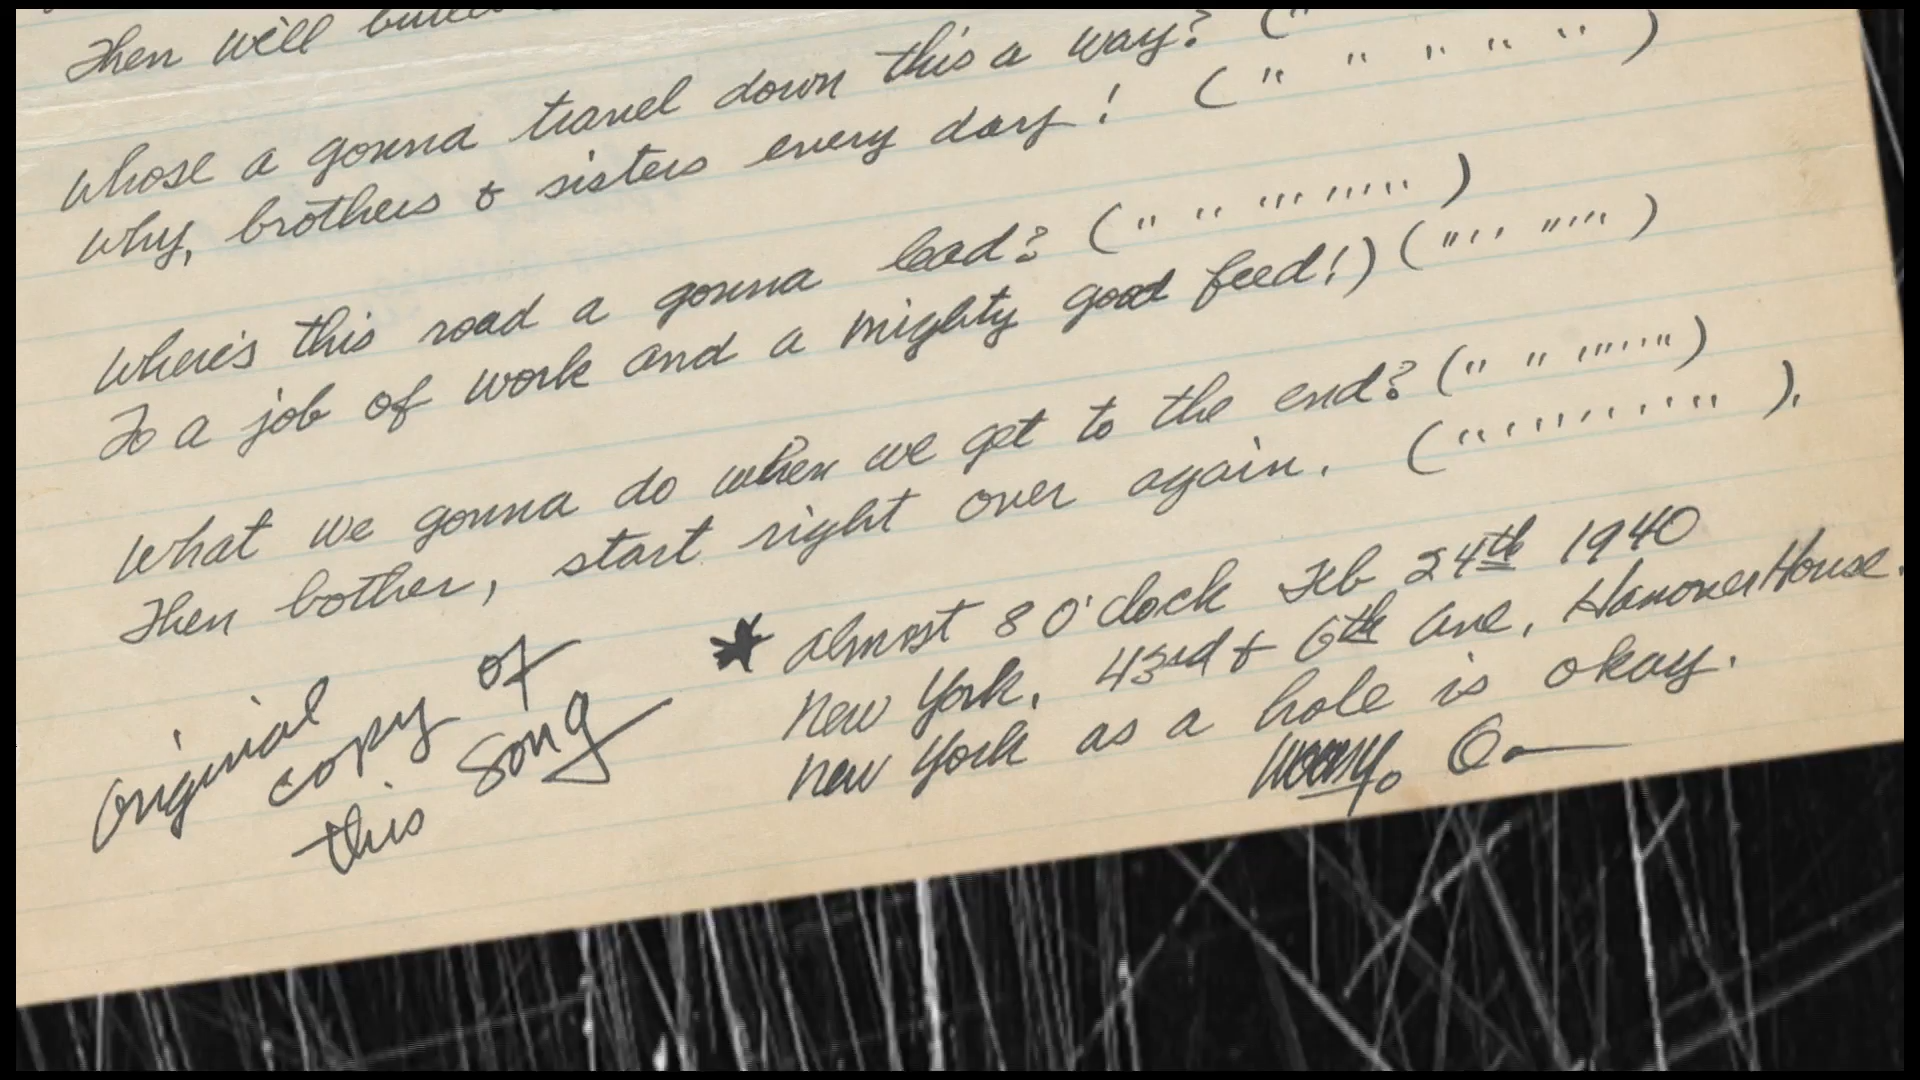 Then will build
Whose a gonna travel down this a way? ("
Why, brothers & sisters every day! (" " " " ")
Where's this road a gonna lead? (" " " " " ")
To a job of work and a mighty good feed!) (" " " " ")
What we gonna do when we get to the end? (" " " " " ")
Then bother, start right over again. (" " " " " " ").
Original
copy of
this song
* almost 8 O'clock Feb 24th 1940
New York, 43rd & 6th ave, Hanover House.
New York as a hole is okay.
Woody G